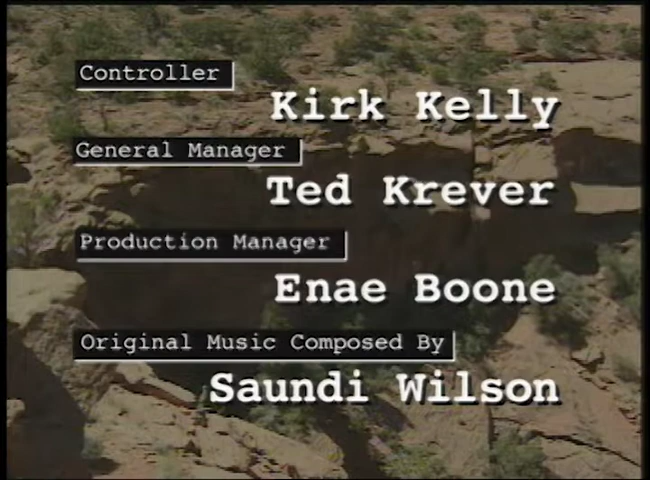 Controller
Kirk Kelly
General Manager
Ted Krever
Production Manager
Enae Boone
Original Music Composed By
Saundi Wilson